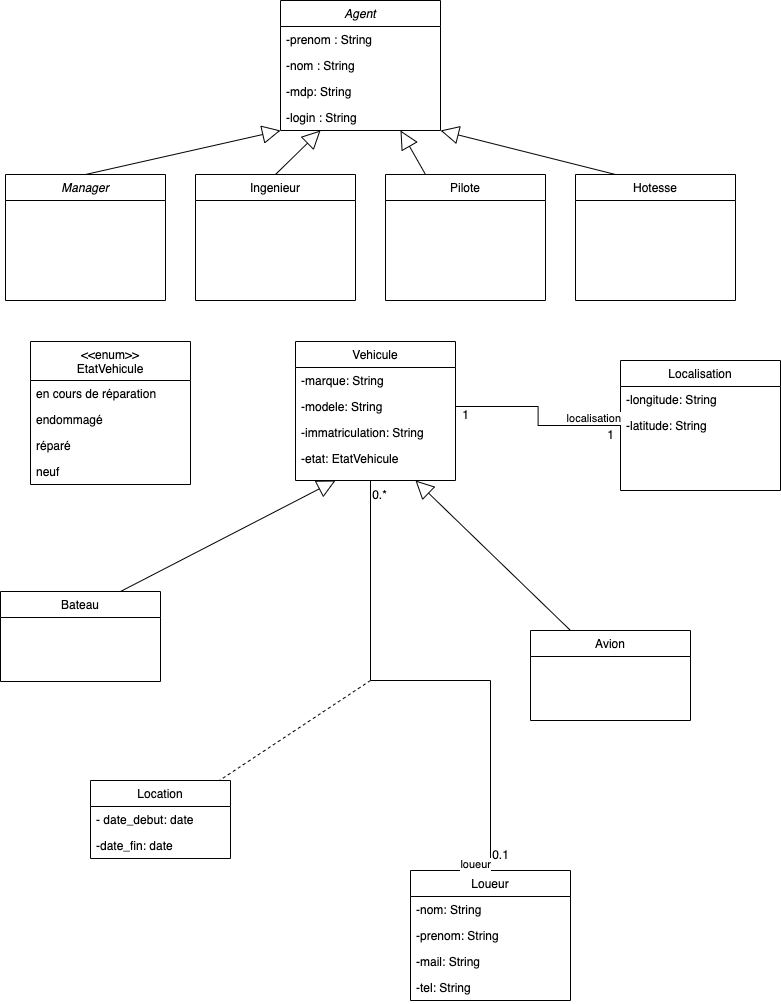 Agent
-prenom : String
-nom : String
-mdp: String
-login : String
Manager
Ingenieur
Pilote
Hotesse
<<enum>>
EtatVehicule
en cours de réparation
endommagé
réparé
neuf
Vehicule
-marque: String
-modele: String
-immatriculation: String
-etat: EtatVehicule
1
localisation
1
Localisation
-longitude: String
-latitude: String
0.*
Bateau
Avion
Location
- date_debut: date
-date_fin: date
0.1
loueur
Loueur
-nom: String
-prenom: String
-mail: String
-tel: String